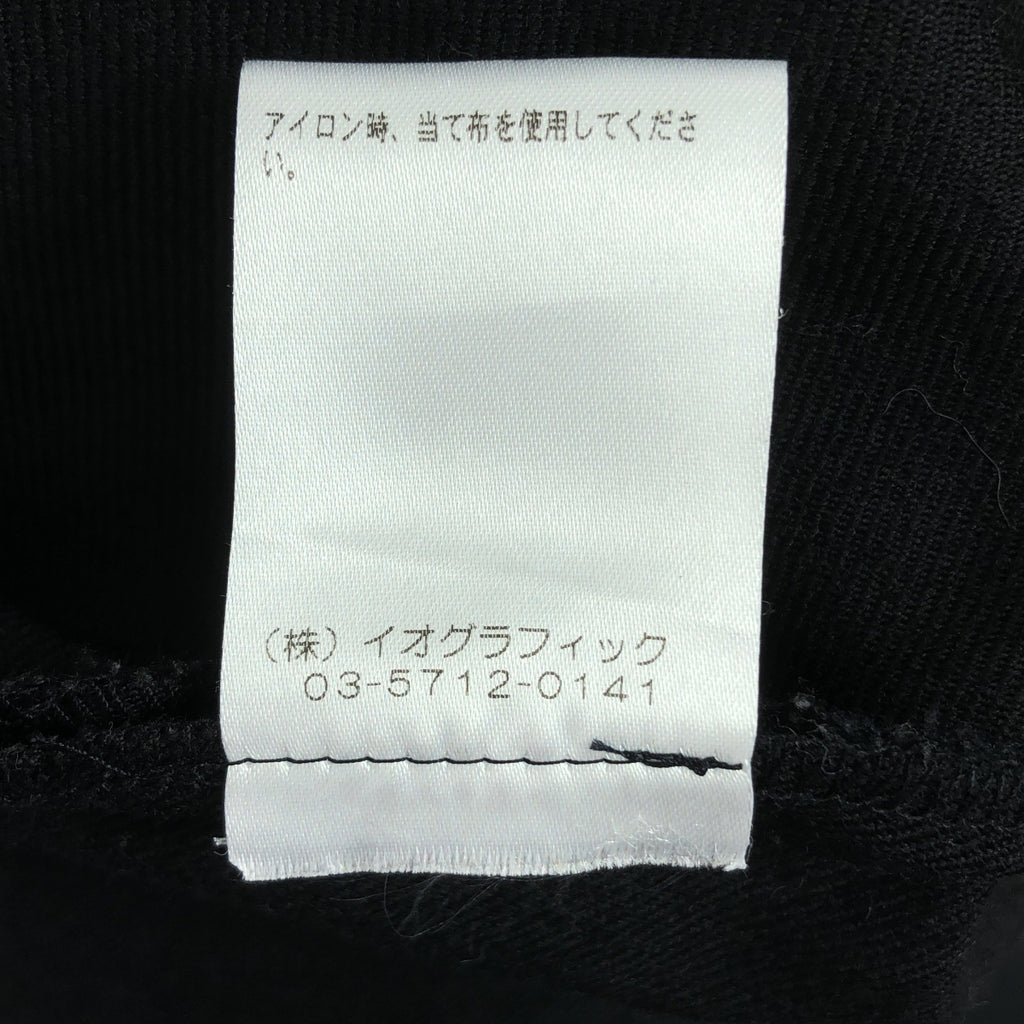 アイロン時、当て布を使用してくださ
い。
（株）イオグラフィック
03-5712-0141